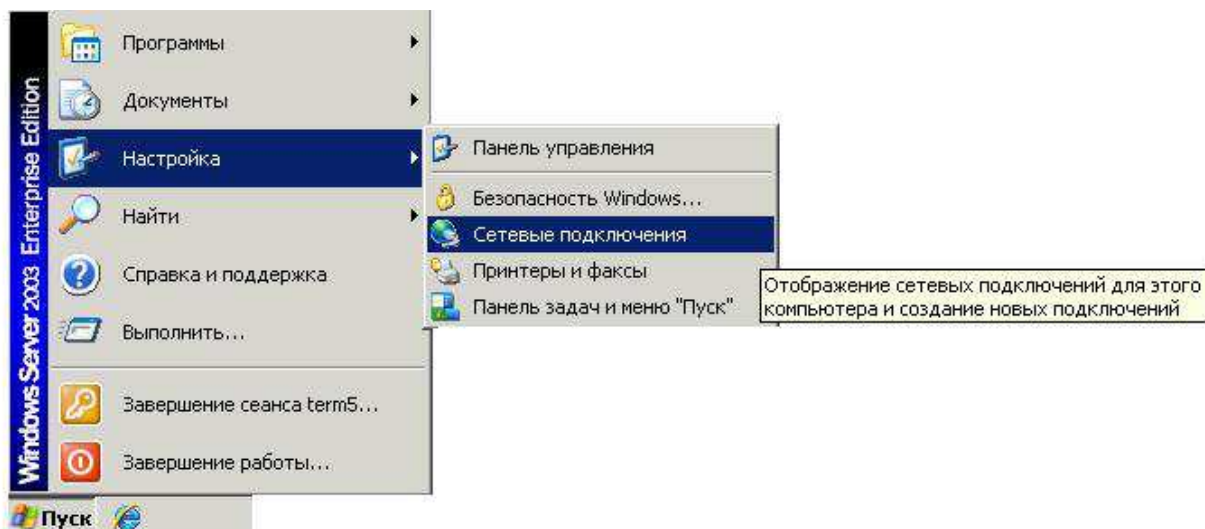 Windows Server 2003 Enterprise Edition
Программы
Документы
Настройка
Найти
Справка и поддержка
Выполнить...
Завершение сеанса term5...
Завершение работы...
Панель управления
Безопасность Windows...
Сетевые подключения
Принтеры и факсы
Панель задач и меню "Пуск"
Отображение сетевых подключений для этого
компьютера и создание новых подключений
Пуск